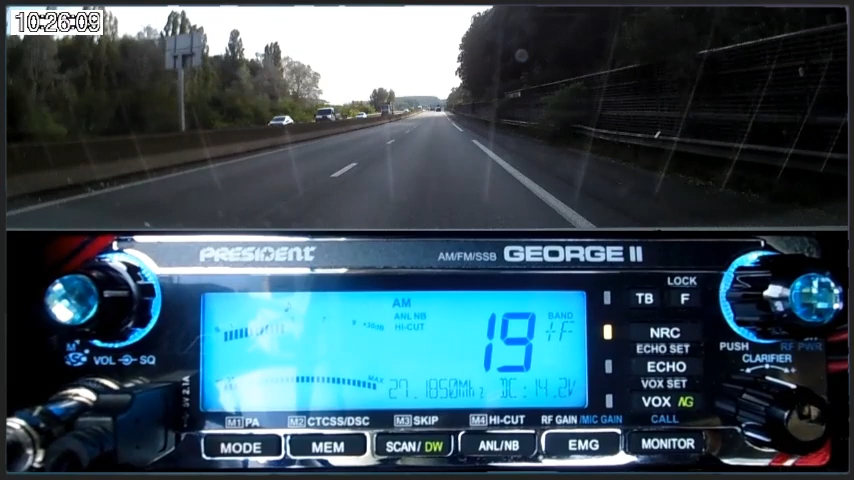 10:26:09
PRESIDENT AM/FM/SSB GEORGE II
LOCK
TB F
AM
ANL NB
HI-CUT
19
BAND
+30dB
MAX
27.1850MHz DC:14.2V
NRC
ECHO SET
ECHO
VOX SET
VOX NG
CALL
M
ASC VOL SQ
PUSH RF PWR
CLARIFIER
M1 PA M2 CTCSS/DSC M3 SKIP M4 HI-CUT RF GAIN/MIC GAIN
MODE MEM SCAN/DW ANL/NB EMG MONITOR